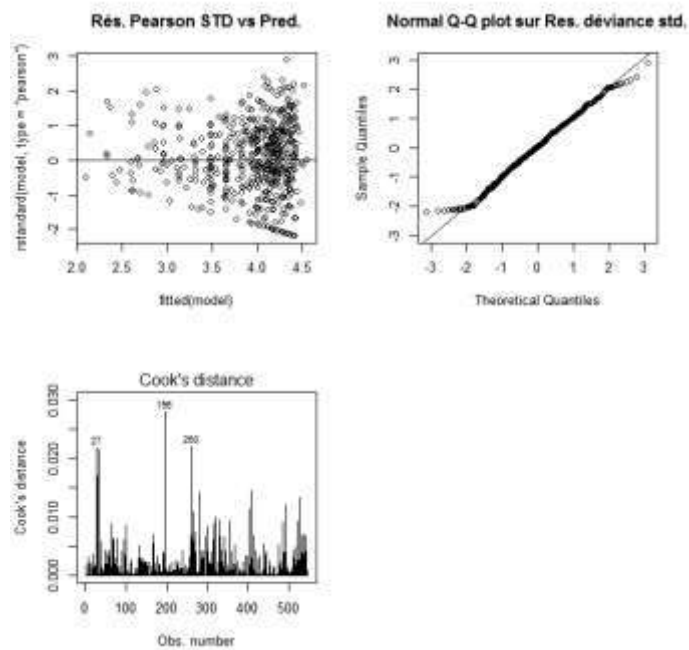 Rés. Pearson STD vs Pred.
rstandard(model, type = "pearson")
3
2
1
0
-1
-2
2.0 2.5 3.0 3.5 4.0 4.5
fitted(model)
Normal Q-Q plot sur Res. déviance std.
Sample Quantiles
3
2
1
0
-1
-2
-3
-3 -2 -1 0 1 2 3
Theoretical Quantiles
Cook's distance
Cook's distance
0.030
0.020
0.010
0.000
27
0 100 200 300 400 500
Obs. number